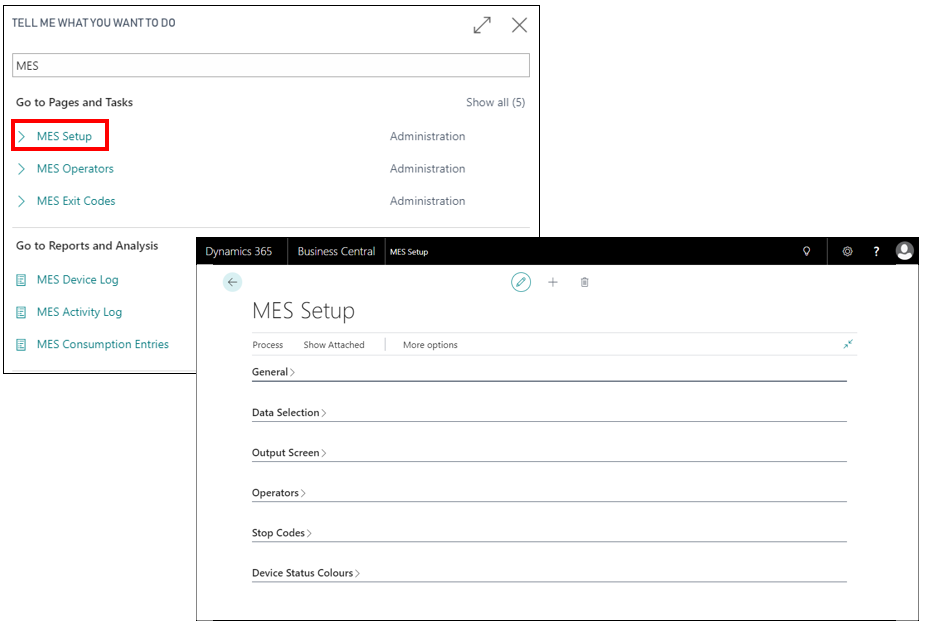 TELL ME WHAT YOU WANT TO DO
MES
Go to Pages and Tasks Show all (5)
MES Setup Administration
MES Operators Administration
MES Exit Codes Administration
Go to Reports and Analysis
MES Device Log
MES Activity Log
MES Consumption Entries
Dynamics 365 Business Central MES Setup ?
MES Setup
Process Show Attached More options
General
Data Selection
Output Screen
Operators
Stop Codes
Device Status Colours